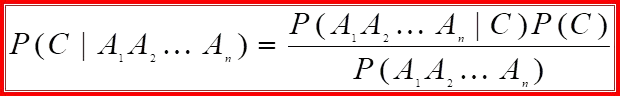 P(C | A₁A₂… Aₙ) = P(A₁A₂… Aₙ | C)P(C) / P(A₁A₂… Aₙ)